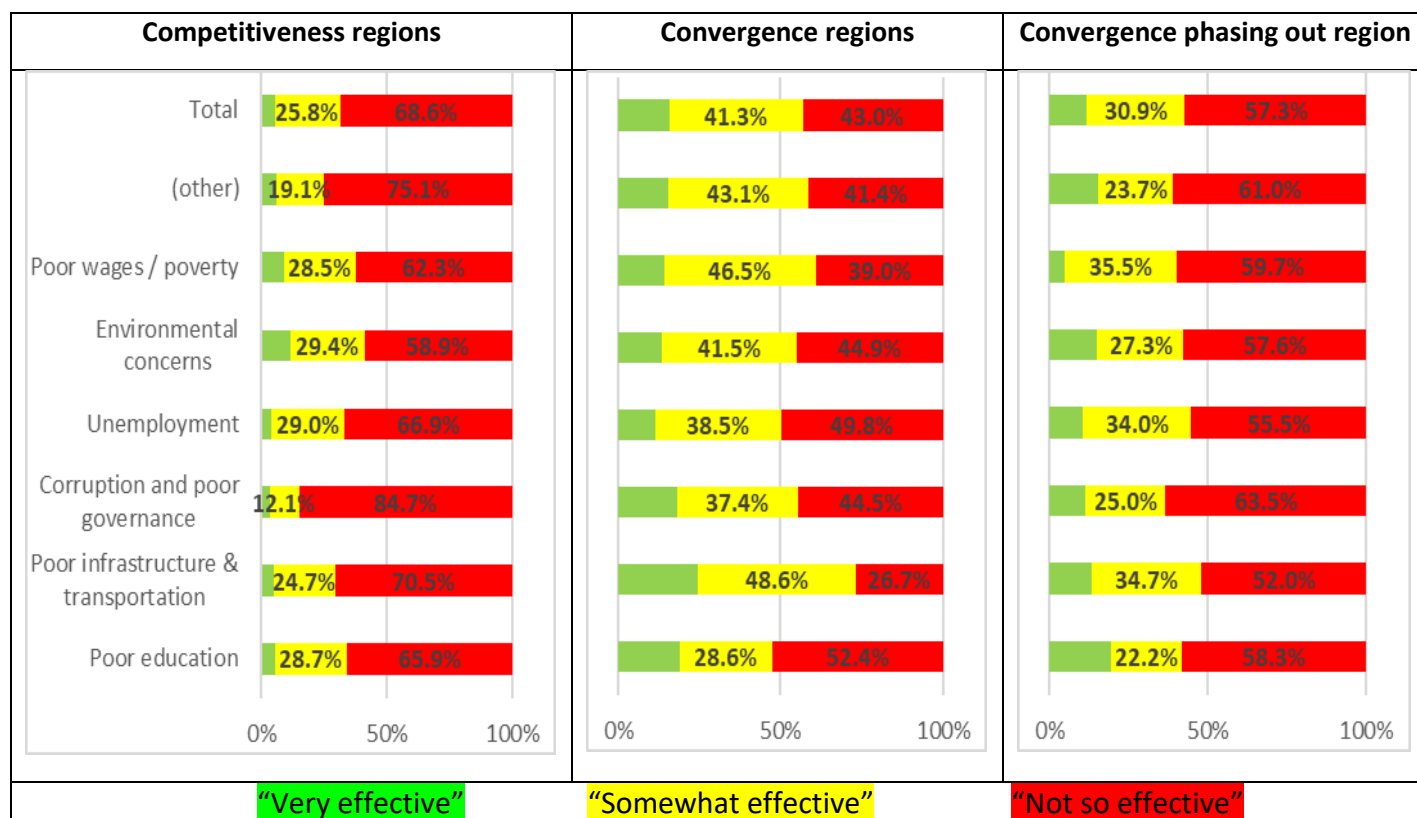 Competitiveness regions Convergence regions Convergence phasing out region
Total 25.8% 68.6% 41.3% 43.0% 30.9% 57.3%
(other) 19.1% 75.1% 43.1% 41.4% 23.7% 61.0%
Poor wages / poverty 28.5% 62.3% 46.5% 39.0% 35.5% 59.7%
Environmental
concerns 29.4% 58.9% 41.5% 44.9% 27.3% 57.6%
Unemployment 29.0% 66.9% 38.5% 49.8% 34.0% 55.5%
Corruption and poor
governance 12.1% 84.7% 37.4% 44.5% 25.0% 63.5%
Poor infrastructure &
transportation 24.7% 70.5% 48.6% 26.7% 34.7% 52.0%
Poor education 28.7% 65.9% 28.6% 52.4% 22.2% 58.3%
0% 50% 100% 0% 50% 100% 0% 50% 100%
“Very effective” “Somewhat effective” “Not so effective”